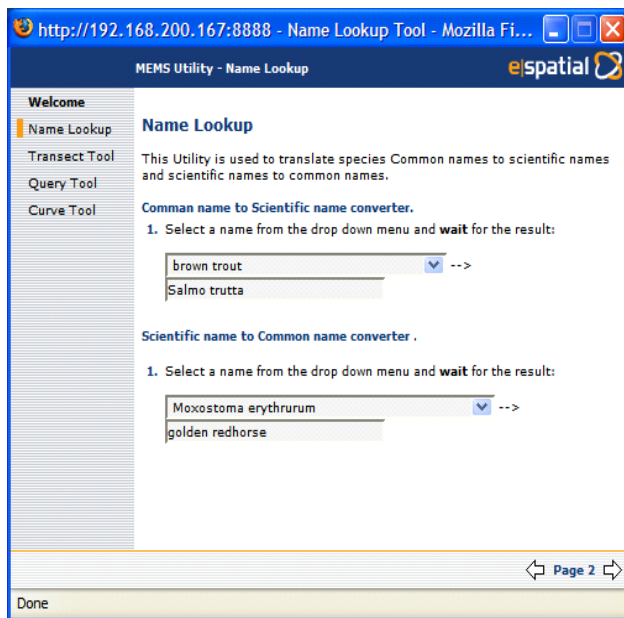 http://192.168.200.167:8888 - Name Lookup Tool - Mozilla Fi...
MEMS Utility - Name Lookup
e|spatial
Welcome
Name Lookup
Transect Tool
Query Tool
Curve Tool
Name Lookup
This Utility is used to translate species Common names to scientific names
and scientific names to common names.
Comman name to Scientific name converter.
1. Select a name from the drop down menu and wait for the result:
brown trout -->
Salmo trutta
Scientific name to Common name converter .
1. Select a name from the drop down menu and wait for the result:
Moxostoma erythrurum -->
golden redhorse
Page 2
Done